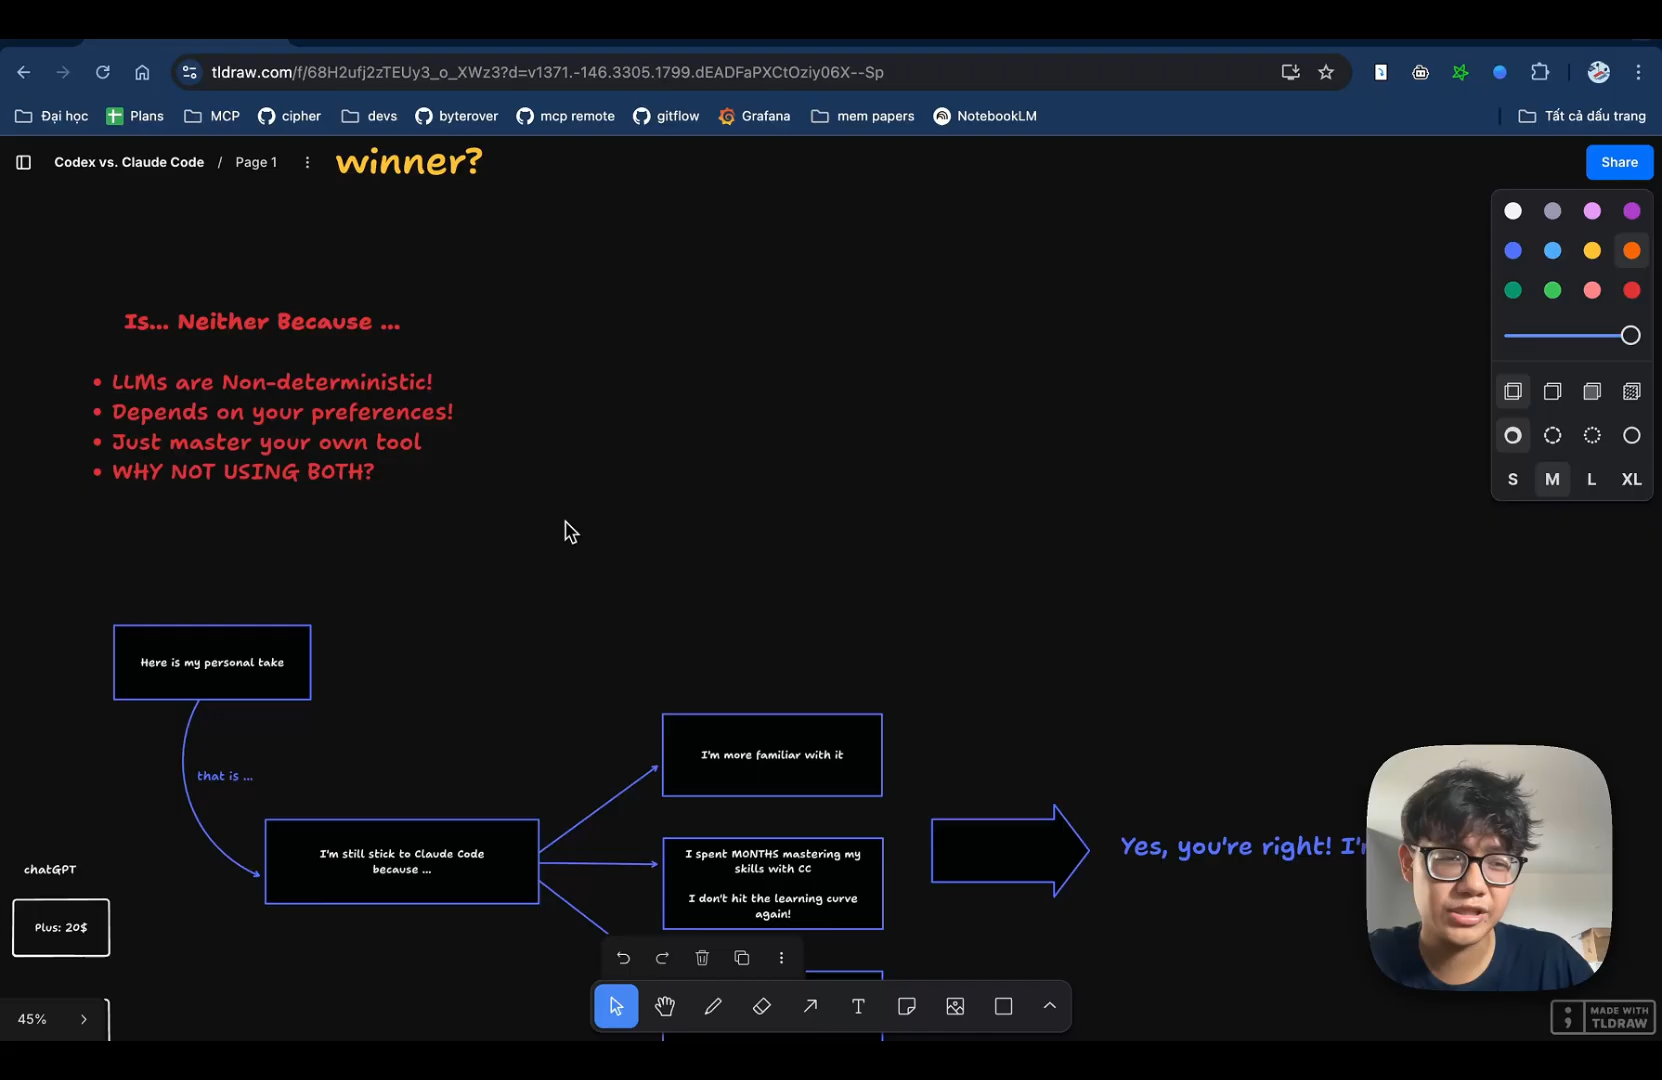 tldraw.com/f/68H2ufj2zTEUy3_o_XWz3?d=v1371.-146.3305.1799.dEADFaPXCtOziy06X--Sp
Đại học
Plans
MCP
cipher
devs
byterover
mcp remote
gitflow
Grafana
mem papers
NotebookLM
Tất cả dấu trang
Codex vs. Claude Code / Page 1
winner?
Share
Is... Neither Because ...
• LLMs are Non-deterministic!
• Depends on your preferences!
• Just master your own tool
• WHY NOT USING BOTH?
S M L XL
Here is my personal take
that is ...
I'm still stick to Claude Code
because ...
I'm more familiar with it
I spent MONTHS mastering my
skills with CC
I don't hit the learning curve
again!
Yes, you're right! I'
chatGPT
Plus: 20$
45%
MADE WITH
TLDRAW